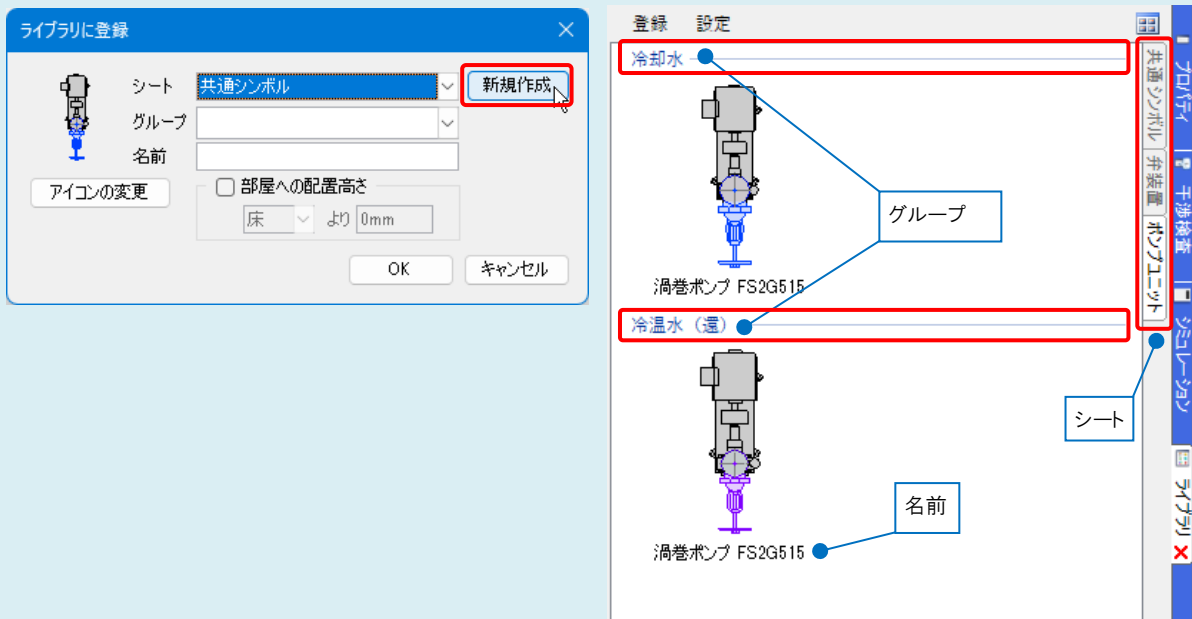 ライブラリに登録
シート
共通シンボル
新規作成
グループ
名前
アイコンの変更
部屋への配置高さ
床
より
0mm
OK
キャンセル
登録
設定
冷却水
渦巻ポンプ FS2G515
冷温水（還）
渦巻ポンプ FS2G515
グループ
シート
名前
共通シンボル
弁装置
ポンプユニット
プロパティ
干渉検査
シミュレーション
ライブラリ